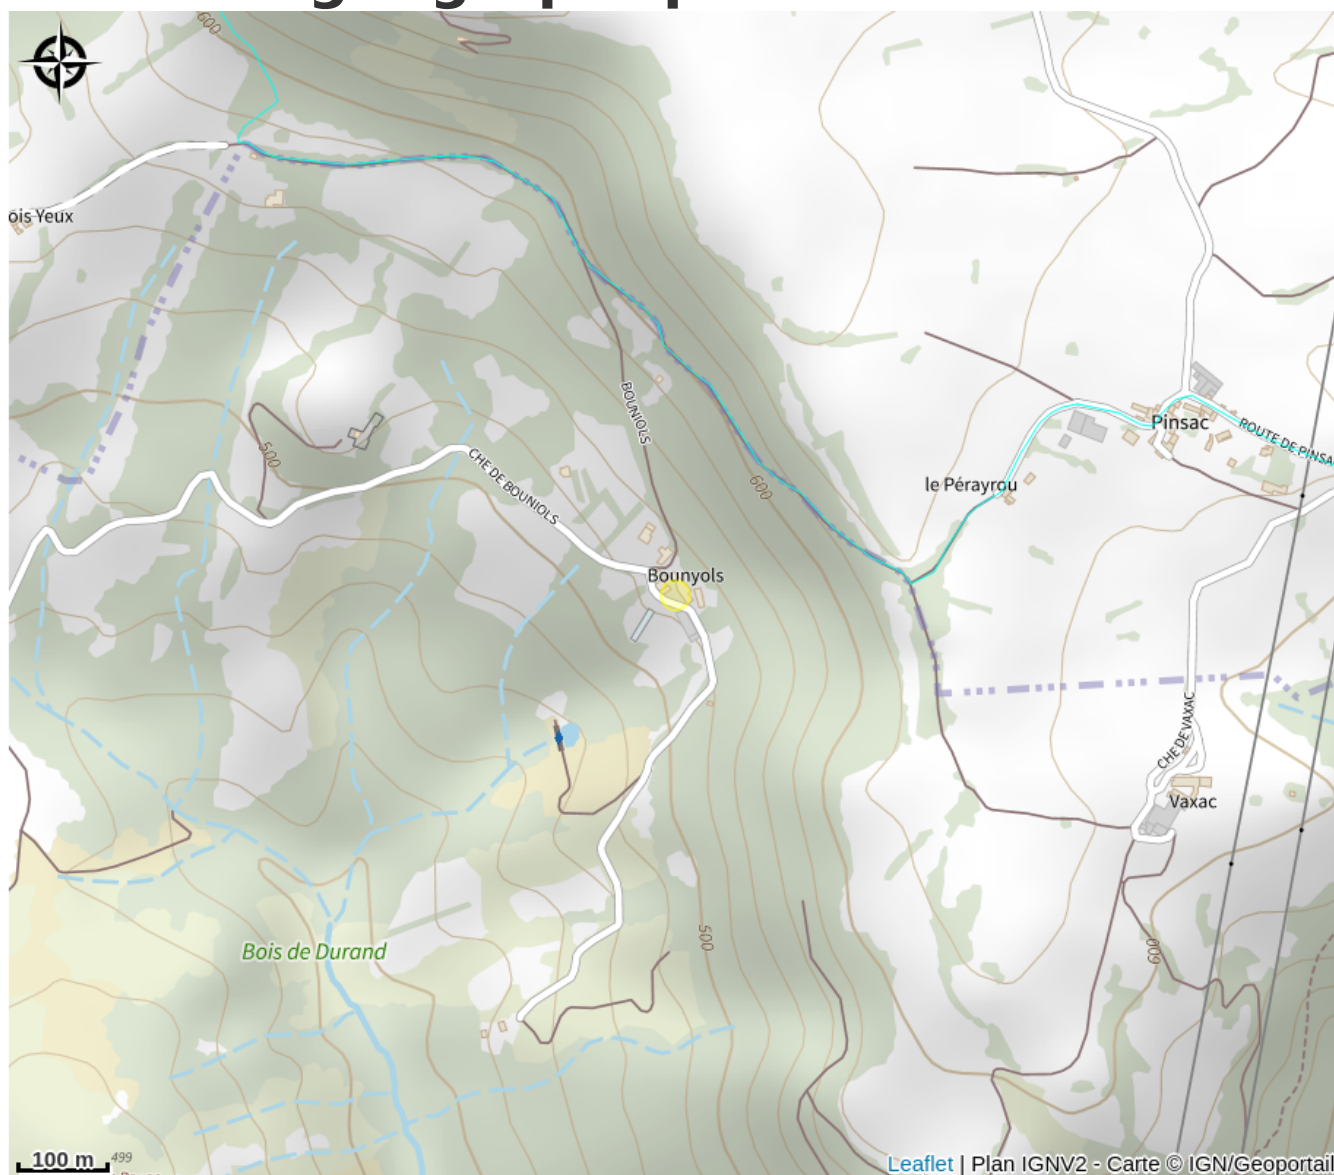 600
ois Yeux
BOUNIOLS
500
CHE DE BOUNIOLS
Pinsac
ROUTE DE PINSA
le Pérayrou
600
Bounyols
CHE DE VAXAC
Vaxac
Bois de Durand
500
600
100 m
499
Leaflet | Plan IGNV2 - Carte © IGN/Geoportail